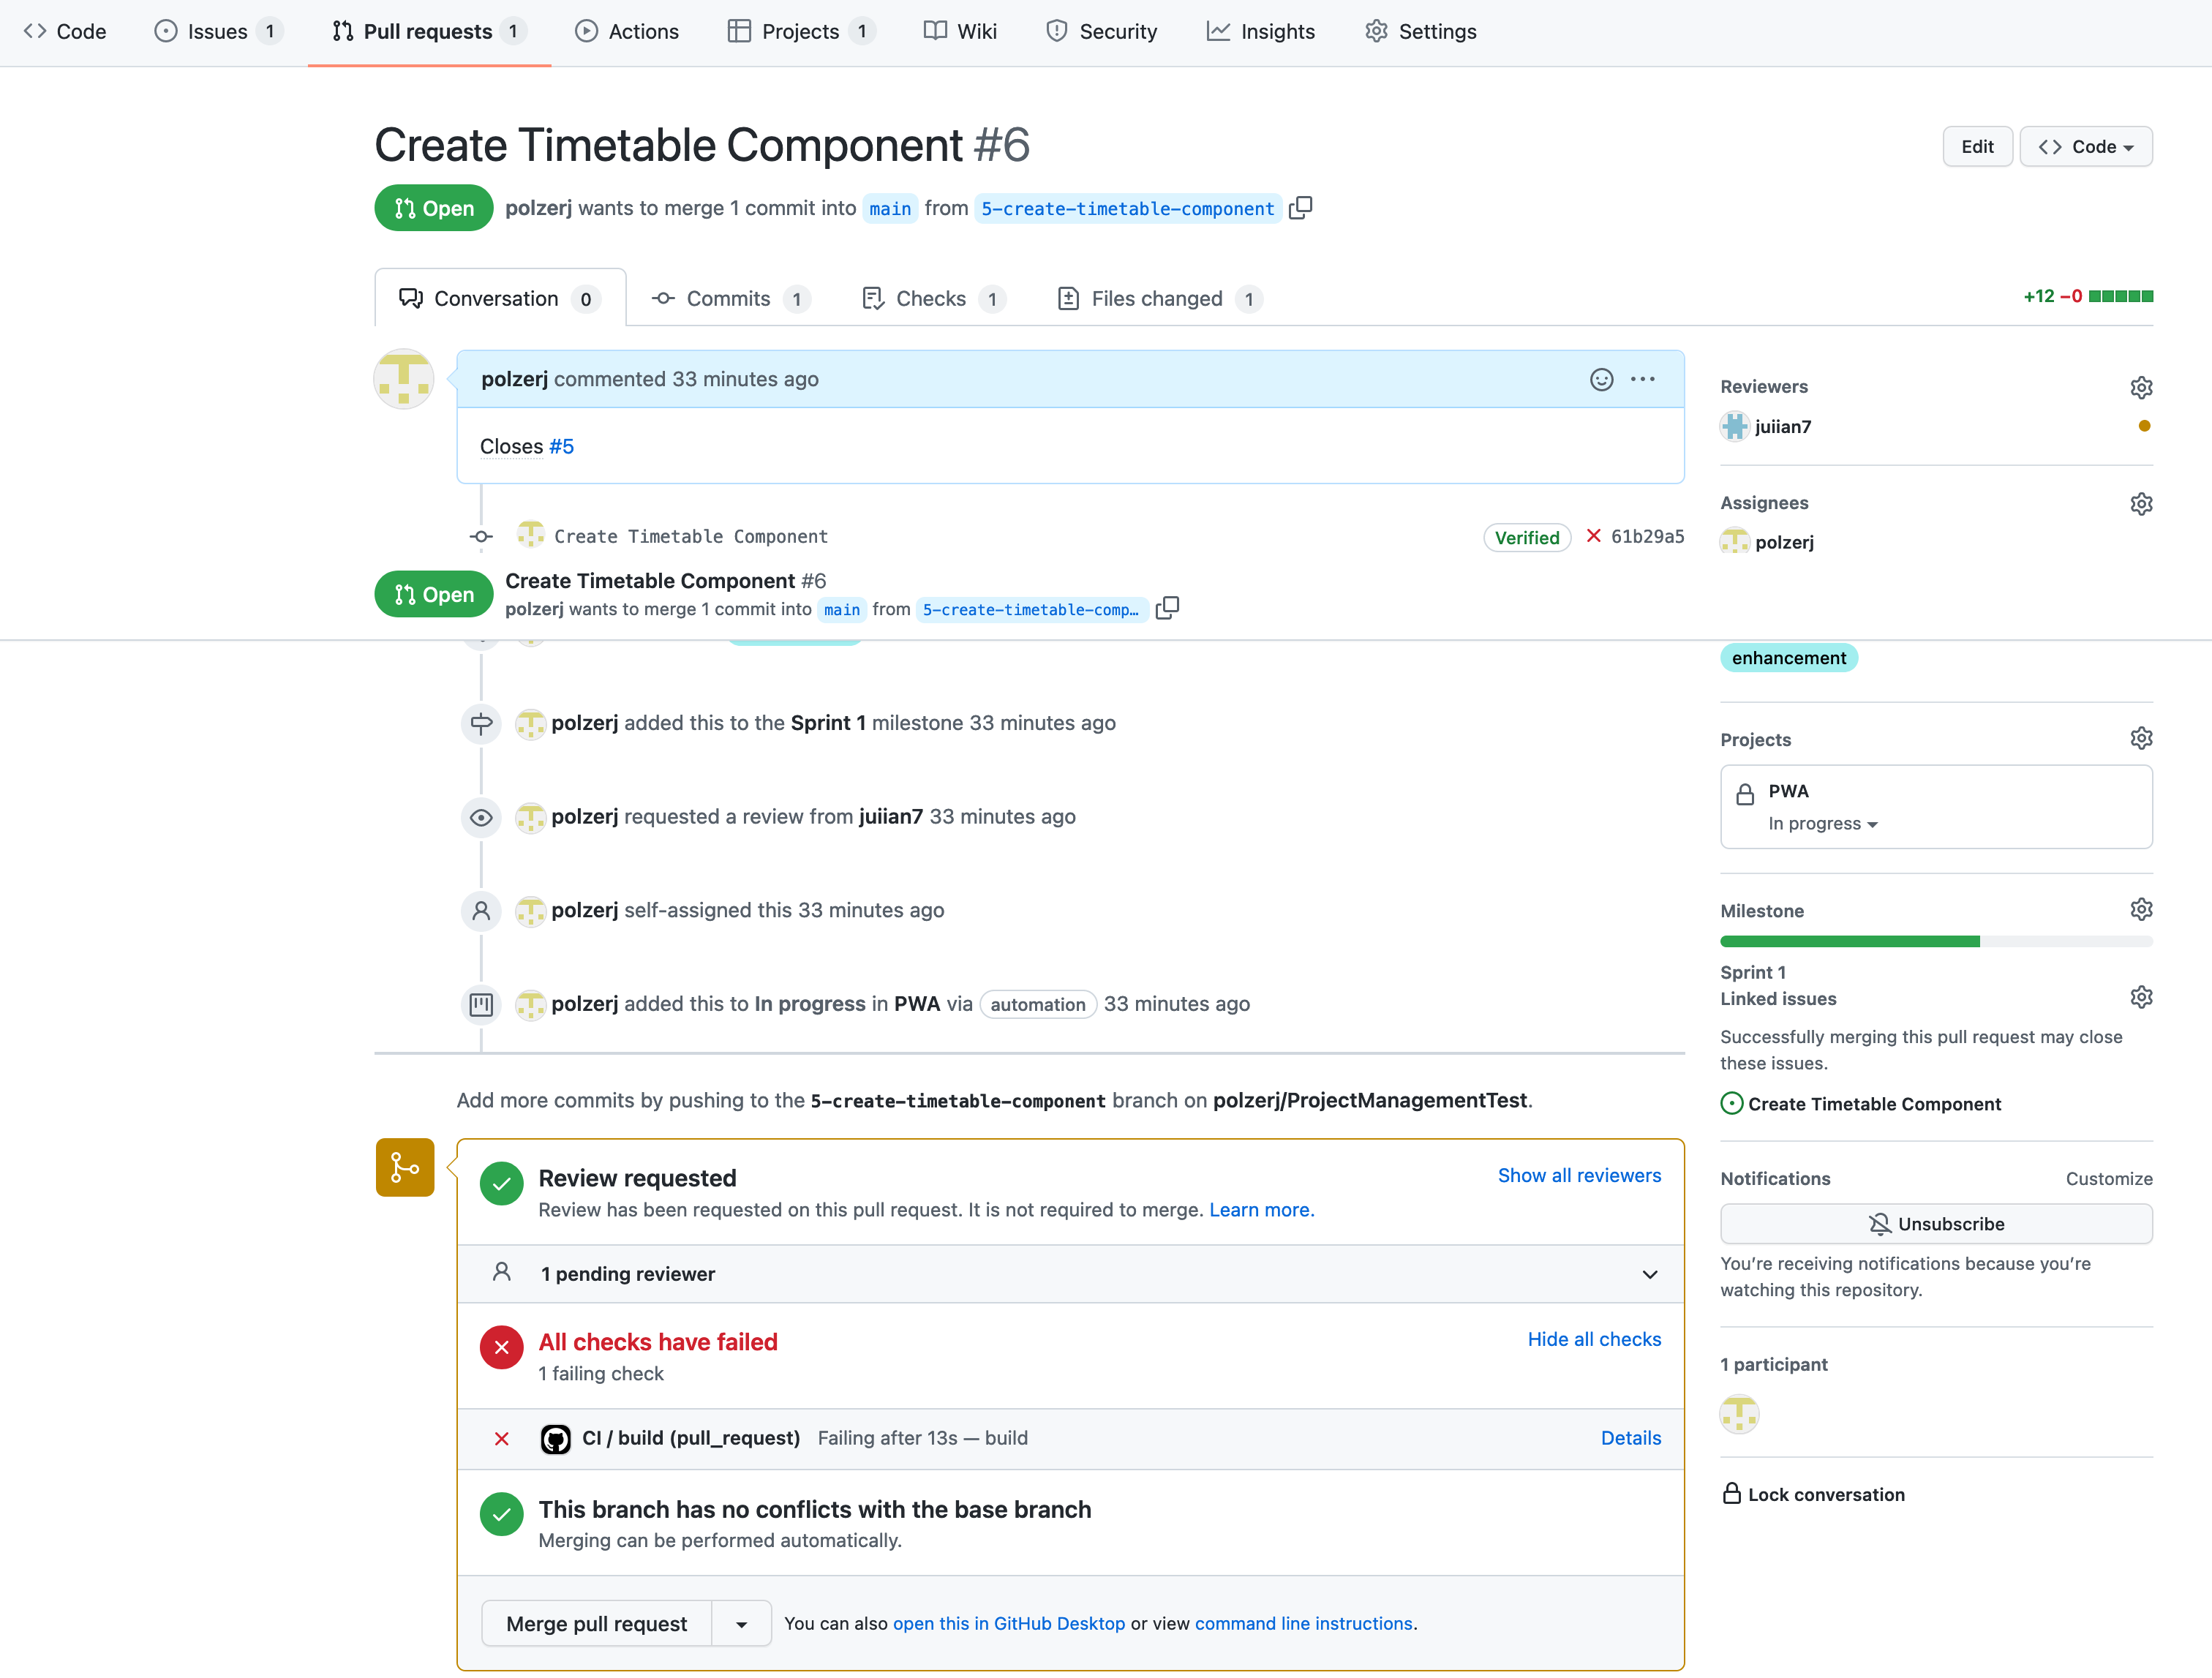 Code Issues 1 Pull requests 1 Actions Projects 1 Wiki Security Insights Settings
Create Timetable Component #6
Edit Code
Open polzerj wants to merge 1 commit into main from 5-create-timetable-component
Conversation 0 Commits 1 Checks 1 Files changed 1
+12 −0
polzerj commented 33 minutes ago
Closes #5
Create Timetable Component
Verified 61b29a5
Open
Create Timetable Component #6
polzerj wants to merge 1 commit into main from 5-create-timetable-comp…
polzerj added this to the Sprint 1 milestone 33 minutes ago
polzerj requested a review from juiian7 33 minutes ago
polzerj self-assigned this 33 minutes ago
polzerj added this to In progress in PWA via automation 33 minutes ago
Add more commits by pushing to the 5-create-timetable-component branch on polzerj/ProjectManagementTest.
Review requested
Show all reviewers
Review has been requested on this pull request. It is not required to merge. Learn more.
1 pending reviewer
All checks have failed
Hide all checks
1 failing check
CI / build (pull_request) Failing after 13s — build
Details
This branch has no conflicts with the base branch
Merging can be performed automatically.
Merge pull request
You can also open this in GitHub Desktop or view command line instructions.
Reviewers
juiian7
Assignees
polzerj
enhancement
Projects
PWA
In progress
Milestone
Sprint 1
Linked issues
Successfully merging this pull request may close
these issues.
Create Timetable Component
Notifications
Customize
Unsubscribe
You’re receiving notifications because you’re
watching this repository.
1 participant
Lock conversation